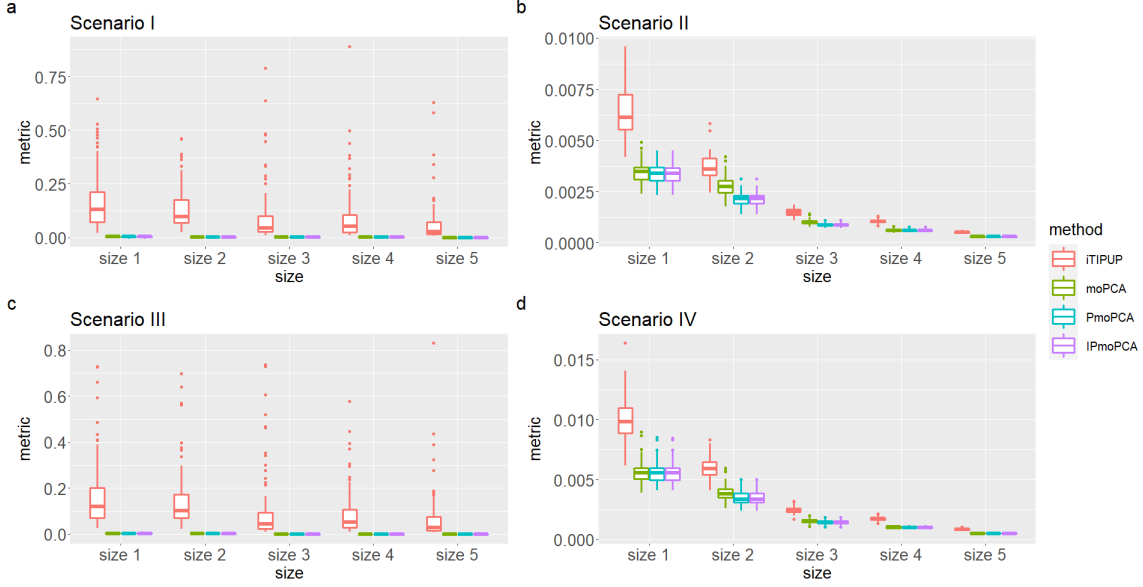 a
Scenario I
0.75
0.50
0.25
0.00
metric
size 1
size 2
size 3
size 4
size 5
size
b
Scenario II
0.0100
0.0075
0.0050
0.0025
0.0000
metric
size 1
size 2
size 3
size 4
size 5
size
c
Scenario III
0.8
0.6
0.4
0.2
0.0
metric
size 1
size 2
size 3
size 4
size 5
size
d
Scenario IV
0.015
0.010
0.005
0.000
metric
size 1
size 2
size 3
size 4
size 5
size
method
iTIPUP
moPCA
PmoPCA
IPmoPCA